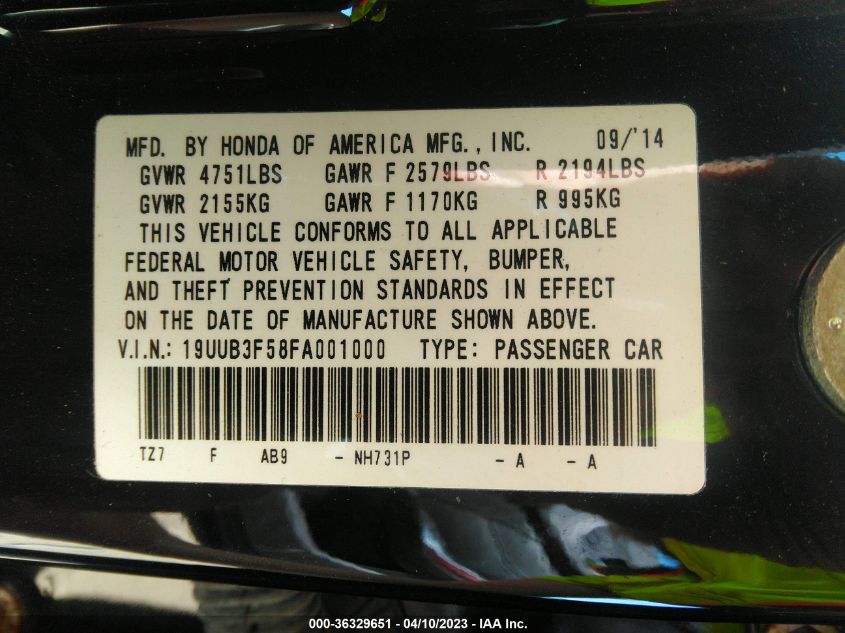 MFD. BY HONDA OF AMERICA MFG., INC. 09/'14
GVWR 4751LBS GAWR F 2579LBS R 2194LBS
GVWR 2155KG GAWR F 1170KG R 995KG
THIS VEHICLE CONFORMS TO ALL APPLICABLE
FEDERAL MOTOR VEHICLE SAFETY, BUMPER,
AND THEFT PREVENTION STANDARDS IN EFFECT
ON THE DATE OF MANUFACTURE SHOWN ABOVE.
V.I.N.: 19UUB3F58FA001000 TYPE: PASSENGER CAR
TZ7 F AB9 - NH731P - A - A
000-36329651 - 04/10/2023 - IAA Inc.